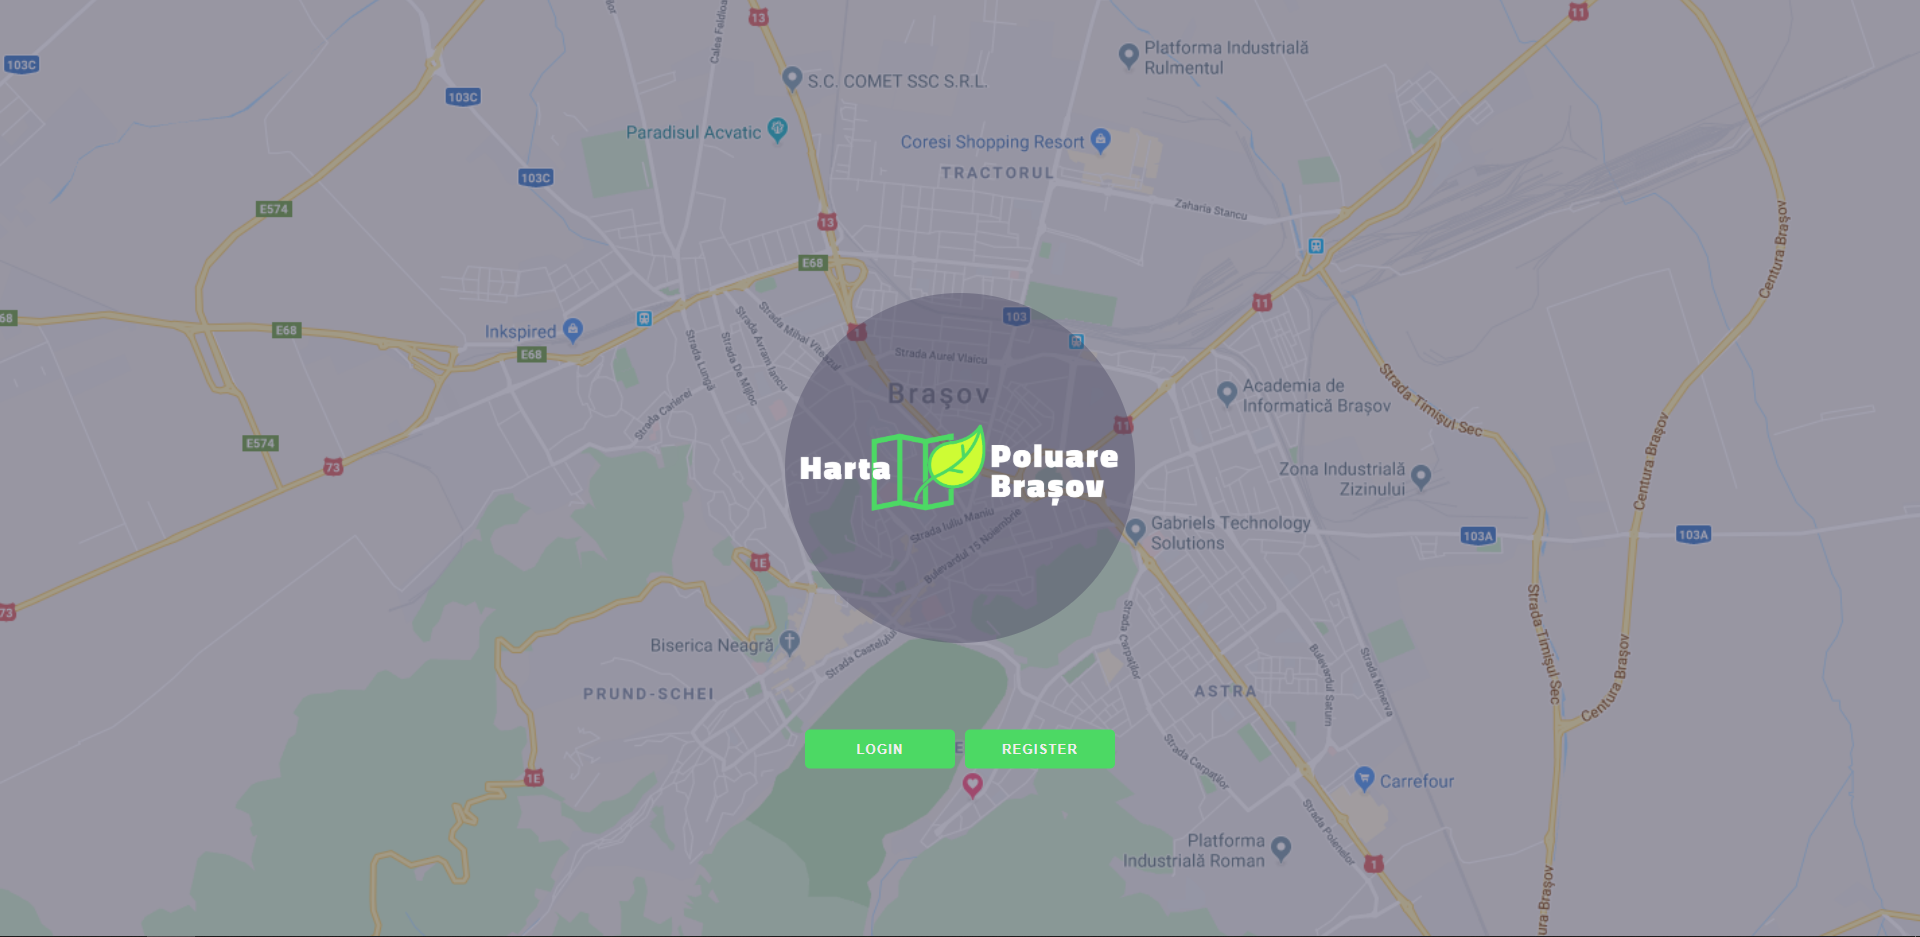 13
11
Calea Feldioa
Platforma Industrială
Rulmentul
103C
S.C. COMET SSC S.R.L.
103C
Paradisul Acvatic
Coresi Shopping Resort
TRACTORUL
103C
E574
Zaharia Stancu
13
Centura Brașov
E68
11
103
68
E68
Inkspired
1
Strada Mihai Viteazul
Strada Avram Iancu
Strada De Mijloc
Strada Lungă
E68
Strada Aurel Vlaicu
Brașov
Academia de
Informatică Brașov
Strada Timișul Sec
Strada Carierei
11
E574
73
Harta
Poluare
Brașov
Zona Industrială
Zizinului
Centura Brașov
Strada Iuliu Maniu
Bulevardul 15 Noiembrie
Gabriels Technology
Solutions
103A
103A
1E
73
Strada Timișul Sec
Biserica Neagră
Strada Castelului
Strada Carpaților
Bulevardul Saturn
Strada Minerva
Centura Brașov
PRUND-SCHEI
ASTRA
LOGIN
E
REGISTER
1E
Strada Carpaților
Carrefour
Strada Poienelor
Platforma
Industrială Roman
1
ura Brașov